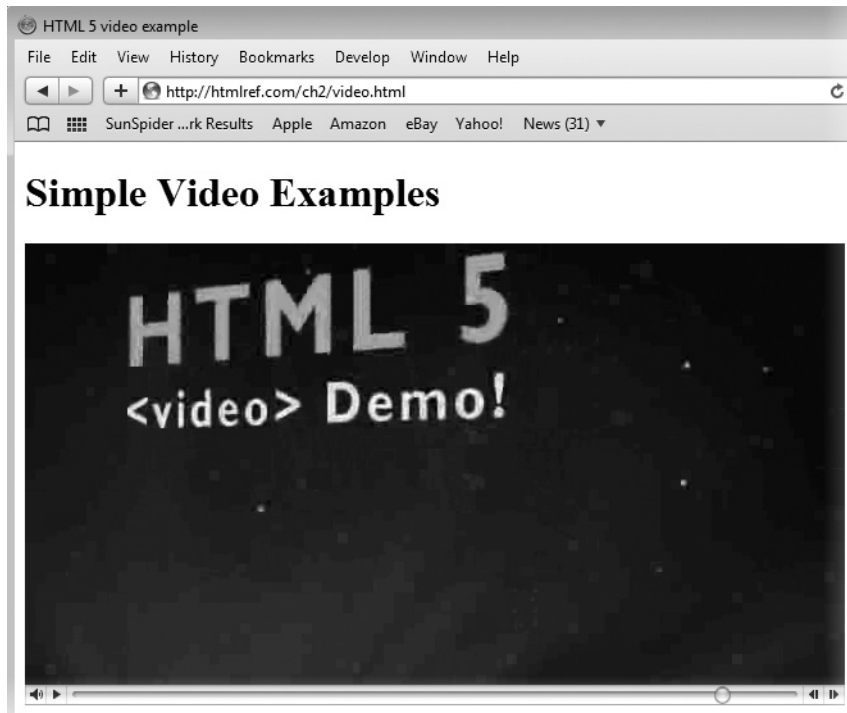 HTML 5 video example
File Edit View History Bookmarks Develop Window Help
http://htmlref.com/ch2/video.html
SunSpider ...rk Results Apple Amazon eBay Yahoo! News (31)
Simple Video Examples
HTML 5
<video> Demo!